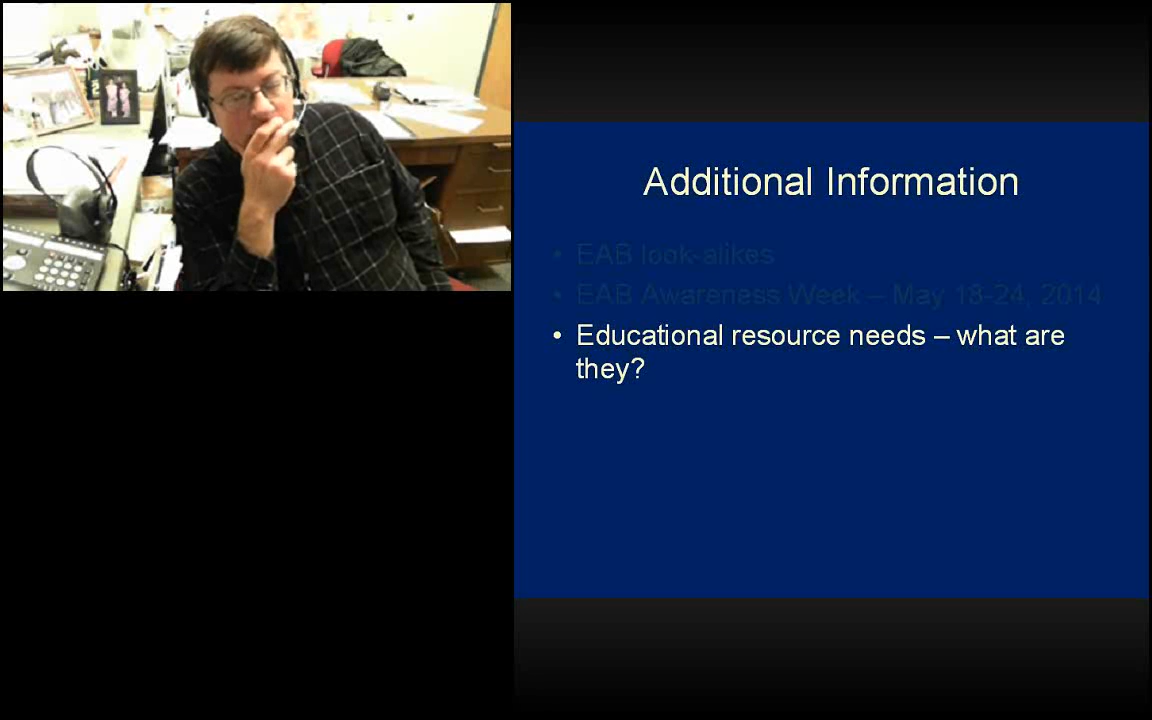 Additional Information
• EAB look-alikes
• EAB Awareness Week – May 18-24, 2014
• Educational resource needs – what are
they?